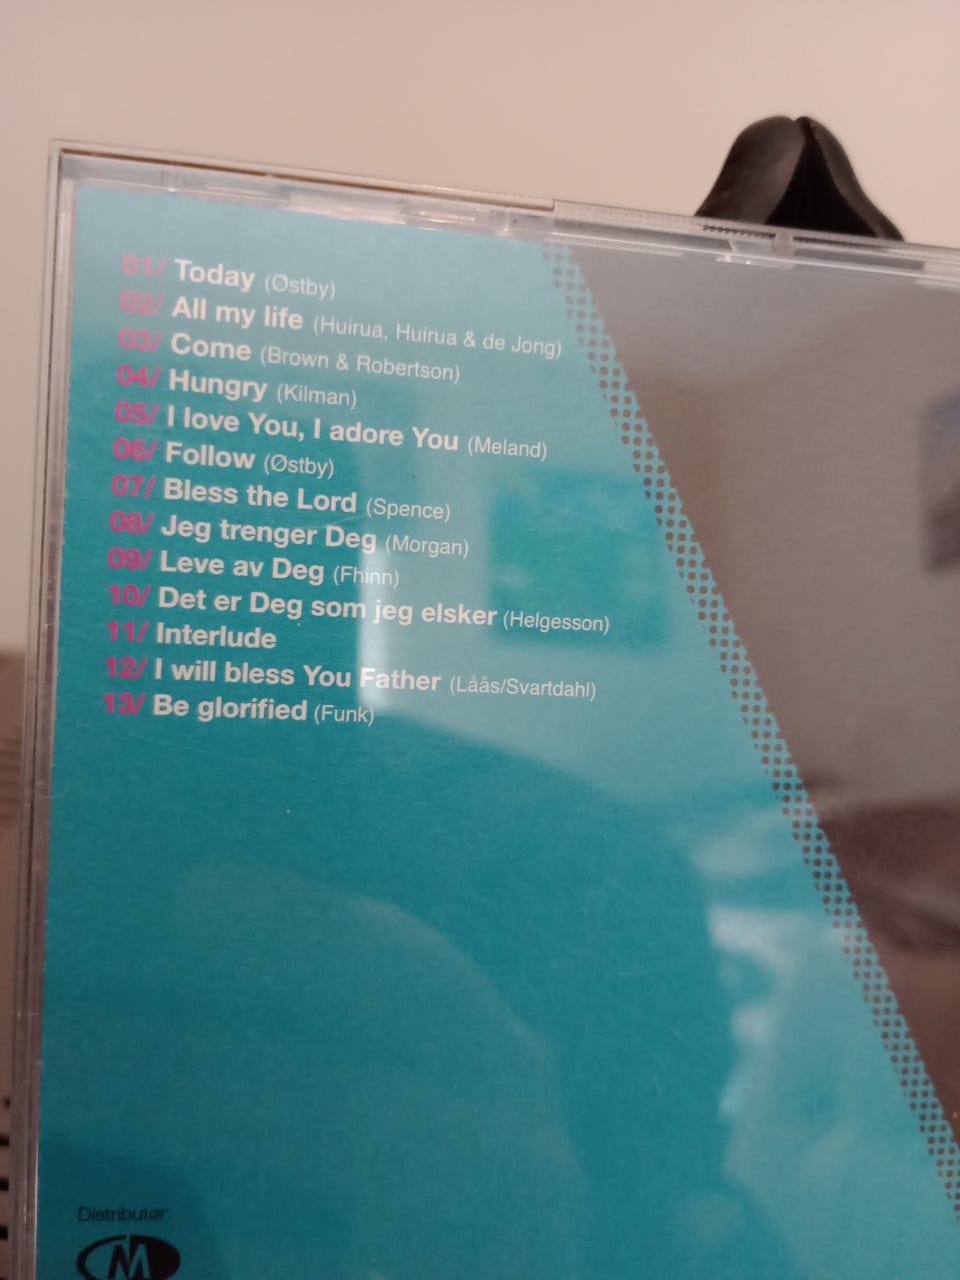 01/ Today (Østby)
02/ All my life (Huirua, Huirua & de Jong)
03/ Come (Brown & Robertson)
04/ Hungry (Kilman)
05/ I love You, I adore You (Meland)
06/ Follow (Østby)
07/ Bless the Lord (Spence)
08/ Jeg trenger Deg (Morgan)
09/ Leve av Deg (Fhinn)
10/ Det er Deg som jeg elsker (Helgesson)
11/ Interlude
12/ I will bless You Father (Låås/Svartdahl)
13/ Be glorified (Funk)
Distributør:
M